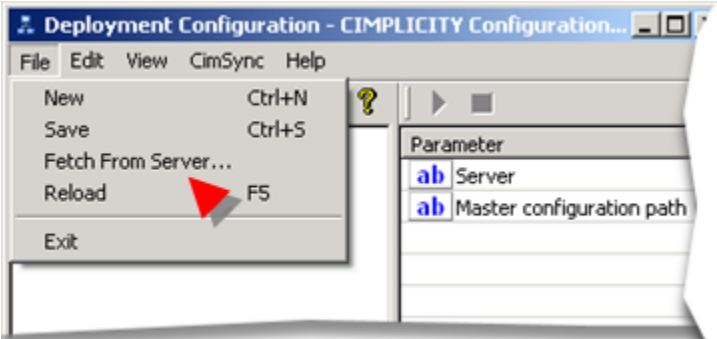 Deployment Configuration - CIMPLICITY Configuration...
File Edit View CimSync Help
New Ctrl+N
Save Ctrl+S
Fetch From Server...
Reload F5
Exit
?
Parameter
ab Server
ab Master configuration path